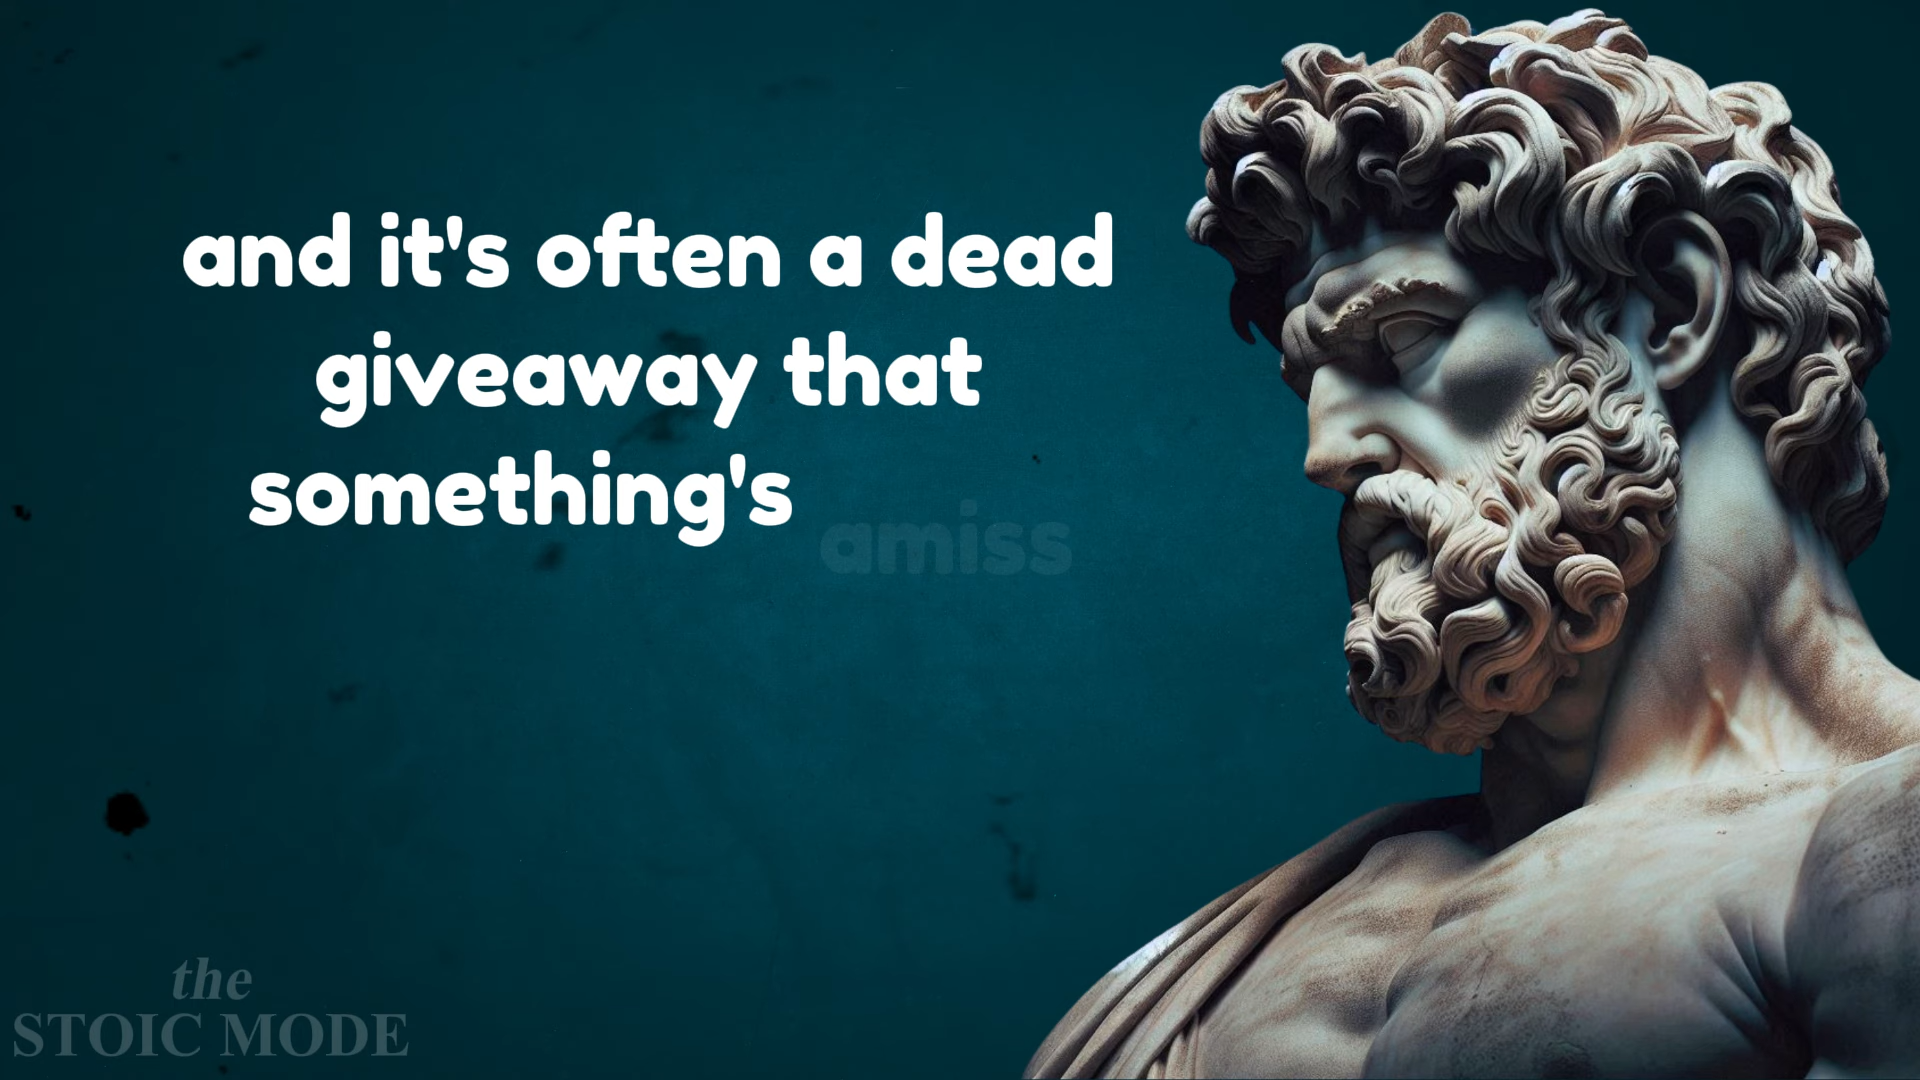 and it's often a dead
giveaway that
something's amiss
the
STOIC MODE